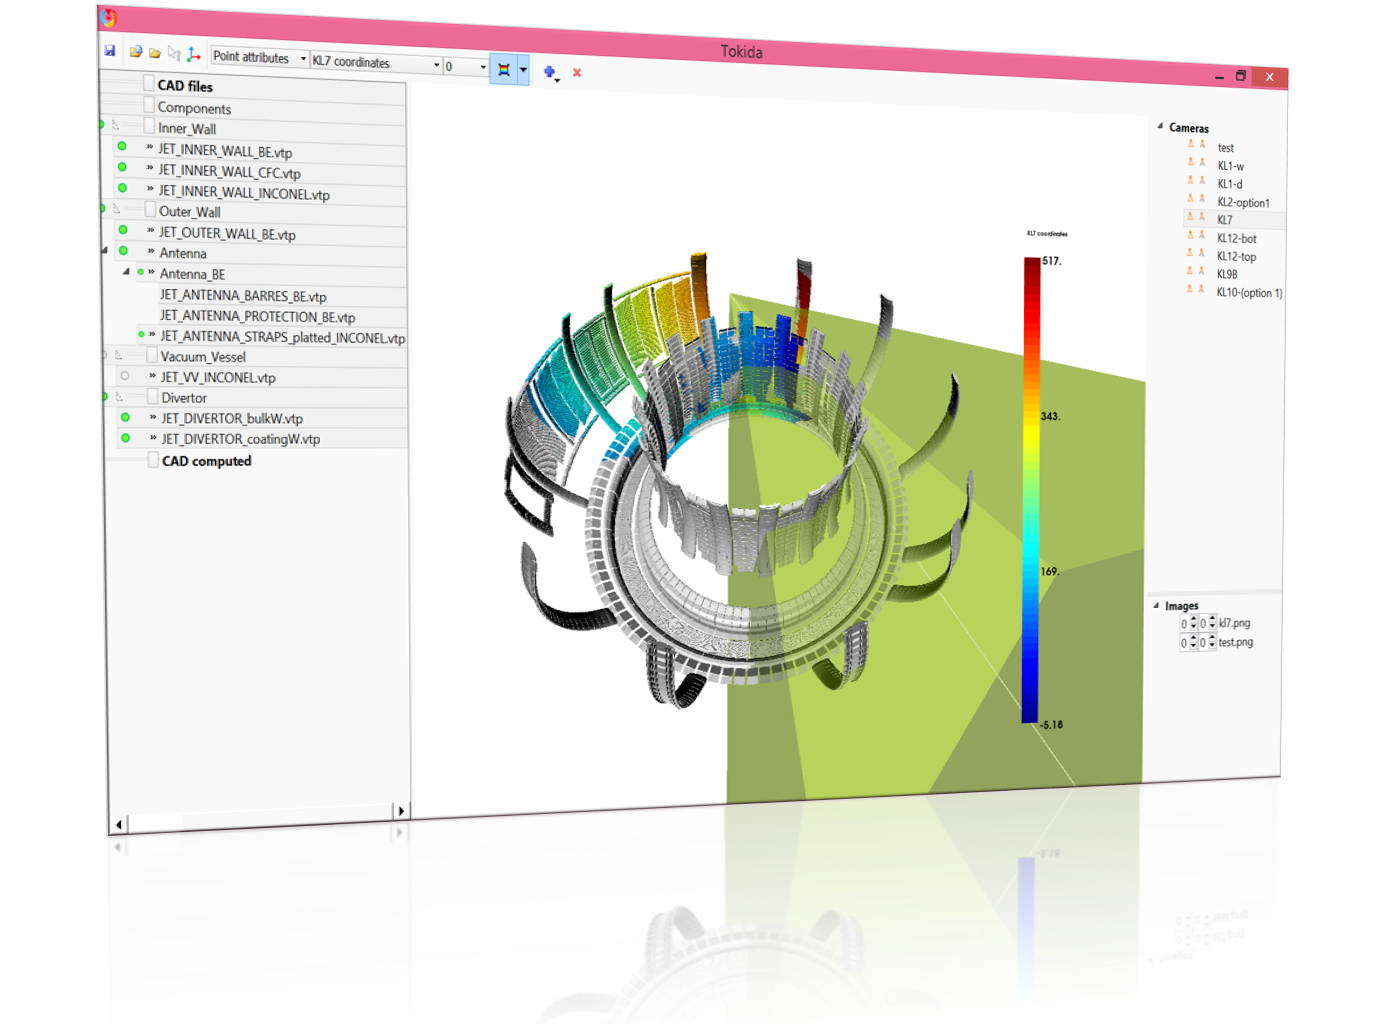 Tokida
Point attributes
KL7 coordinates
0
CAD files
Components
Inner_Wall
JET_INNER_WALL_BE.vtp
JET_INNER_WALL_CFC.vtp
JET_INNER_WALL_INCONEL.vtp
Outer_Wall
JET_OUTER_WALL_BE.vtp
Antenna
Antenna_BE
JET_ANTENNA_BARRES_BE.vtp
JET_ANTENNA_PROTECTION_BE.vtp
JET_ANTENNA_STRAPS_platted_INCONEL.vtp
Vacuum_Vessel
JET_VV_INCONEL.vtp
Divertor
JET_DIVERTOR_bulkW.vtp
JET_DIVERTOR_coatingW.vtp
CAD computed
KL7 coordinates
517.
343.
169.
-5.18
Cameras
test
KL1-w
KL1-d
KL2-option1
KL7
KL12-bot
KL12-top
KL9B
KL10-(option 1)
Images
0 0 kl7.png
0 0 test.png